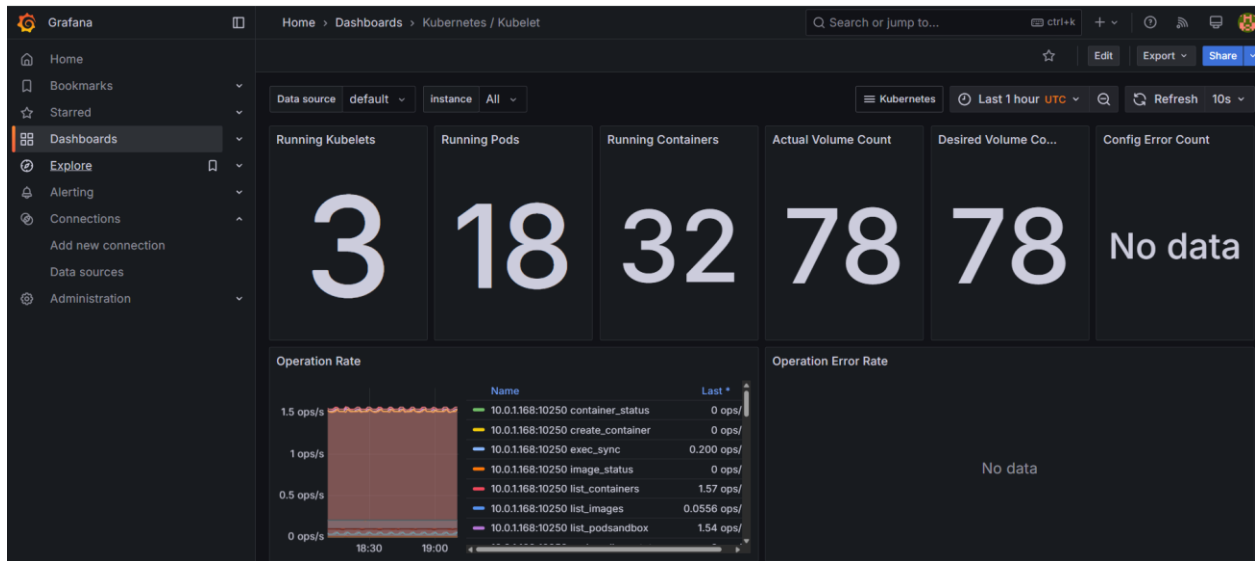 Grafana
Home › Dashboards › Kubernetes / Kubelet
Search or jump to...
ctrl+k
Home
Bookmarks
Starred
Dashboards
Explore
Alerting
Connections
Add new connection
Data sources
Administration
Edit
Export
Share
Data source default
instance All
Kubernetes
Last 1 hour UTC
Refresh 10s
Running Kubelets
3
Running Pods
18
Running Containers
32
Actual Volume Count
78
Desired Volume Co...
78
Config Error Count
No data
Operation Rate
1.5 ops/s
1 ops/s
0.5 ops/s
0 ops/s
18:30 19:00
Name Last *
10.0.1.168:10250 container_status 0 ops/
10.0.1.168:10250 create_container 0 ops/
10.0.1.168:10250 exec_sync 0.200 ops/
10.0.1.168:10250 image_status 0 ops/
10.0.1.168:10250 list_containers 1.57 ops/
10.0.1.168:10250 list_images 0.0556 ops/
10.0.1.168:10250 list_podsandbox 1.54 ops/
Operation Error Rate
No data